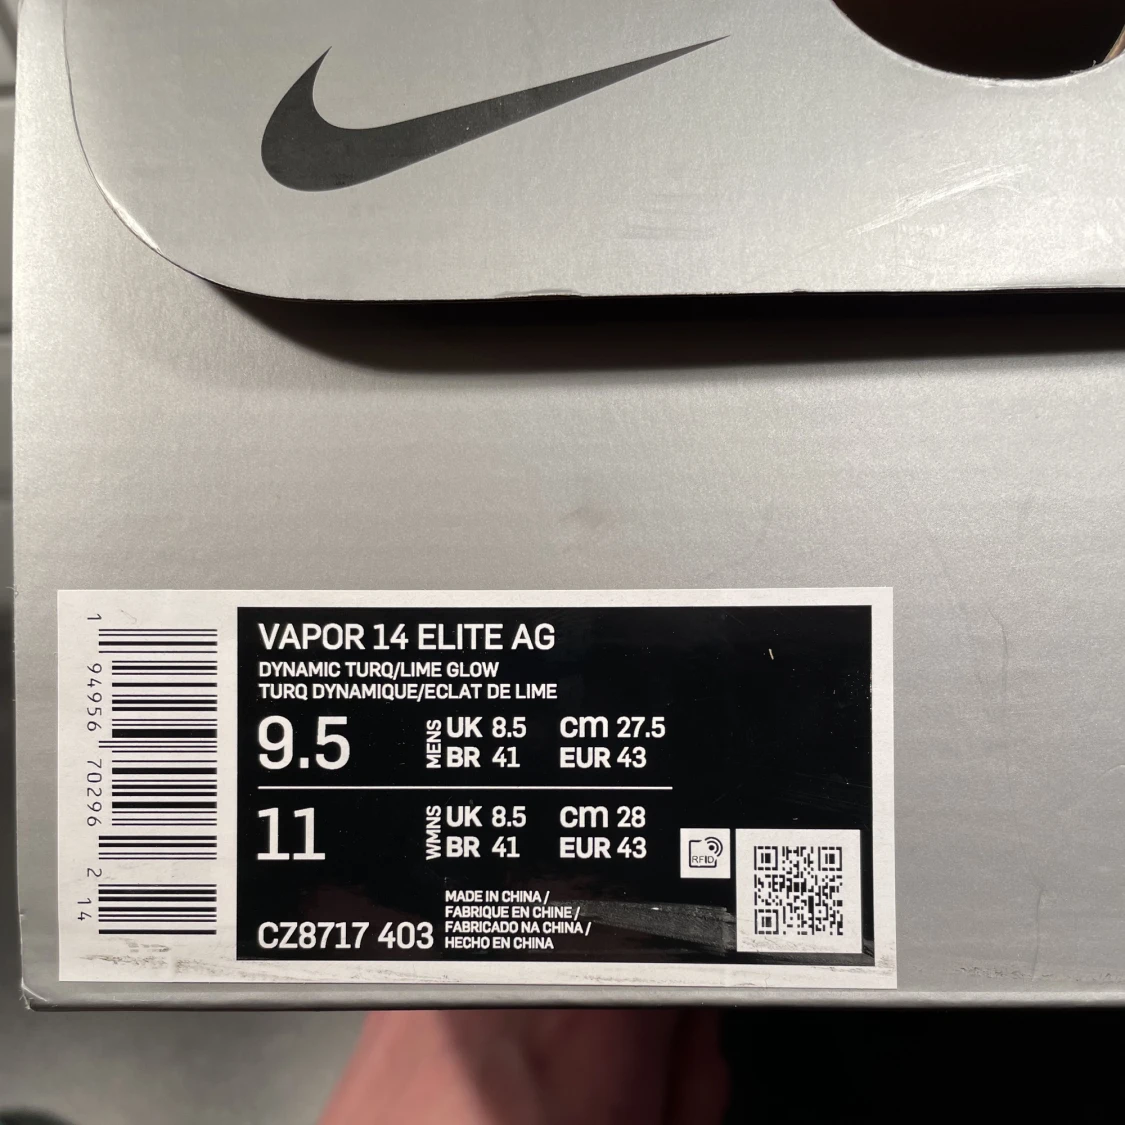 VAPOR 14 ELITE AG
DYNAMIC TURQ/LIME GLOW
TURQ DYNAMIQUE/ECLAT DE LIME
9.5 MENS UK 8.5 cm 27.5
BR 41 EUR 43
11 WMNS UK 8.5 cm 28
BR 41 EUR 43
RFID
CZ8717 403
MADE IN CHINA /
FABRIQUE EN CHINE /
FABRICADO NA CHINA /
HECHO EN CHINA
1 94956 70296 2 14